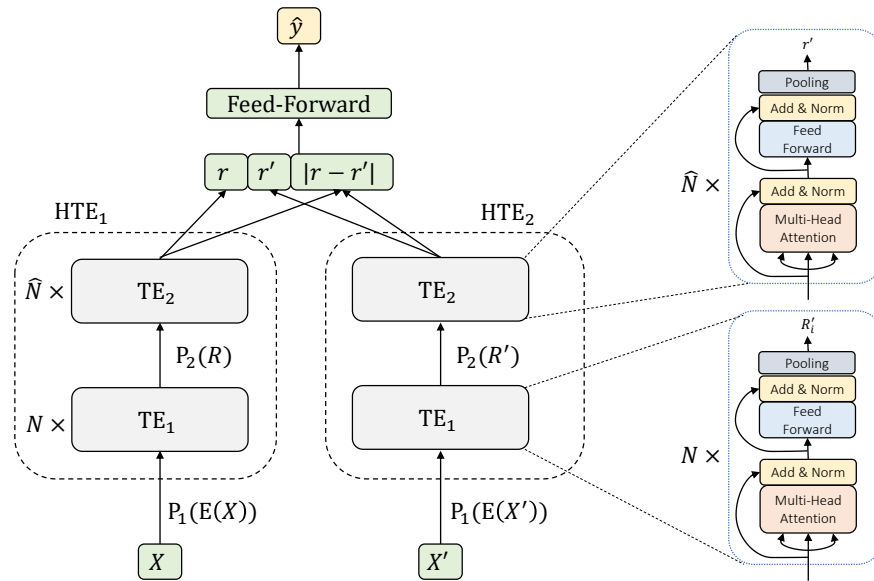 ŷ
Feed-Forward
r r′ |r − r′|
HTE₁
HTE₂
N̂ ×
TE₂
TE₂
P₂(R)
P₂(R′)
N ×
TE₁
TE₁
P₁(E(X))
P₁(E(X′))
X
X′
r′
Pooling
Add & Norm
Feed
Forward
N̂ ×
Add & Norm
Multi-Head
Attention
R′ᵢ
Pooling
Add & Norm
Feed
Forward
N ×
Add & Norm
Multi-Head
Attention